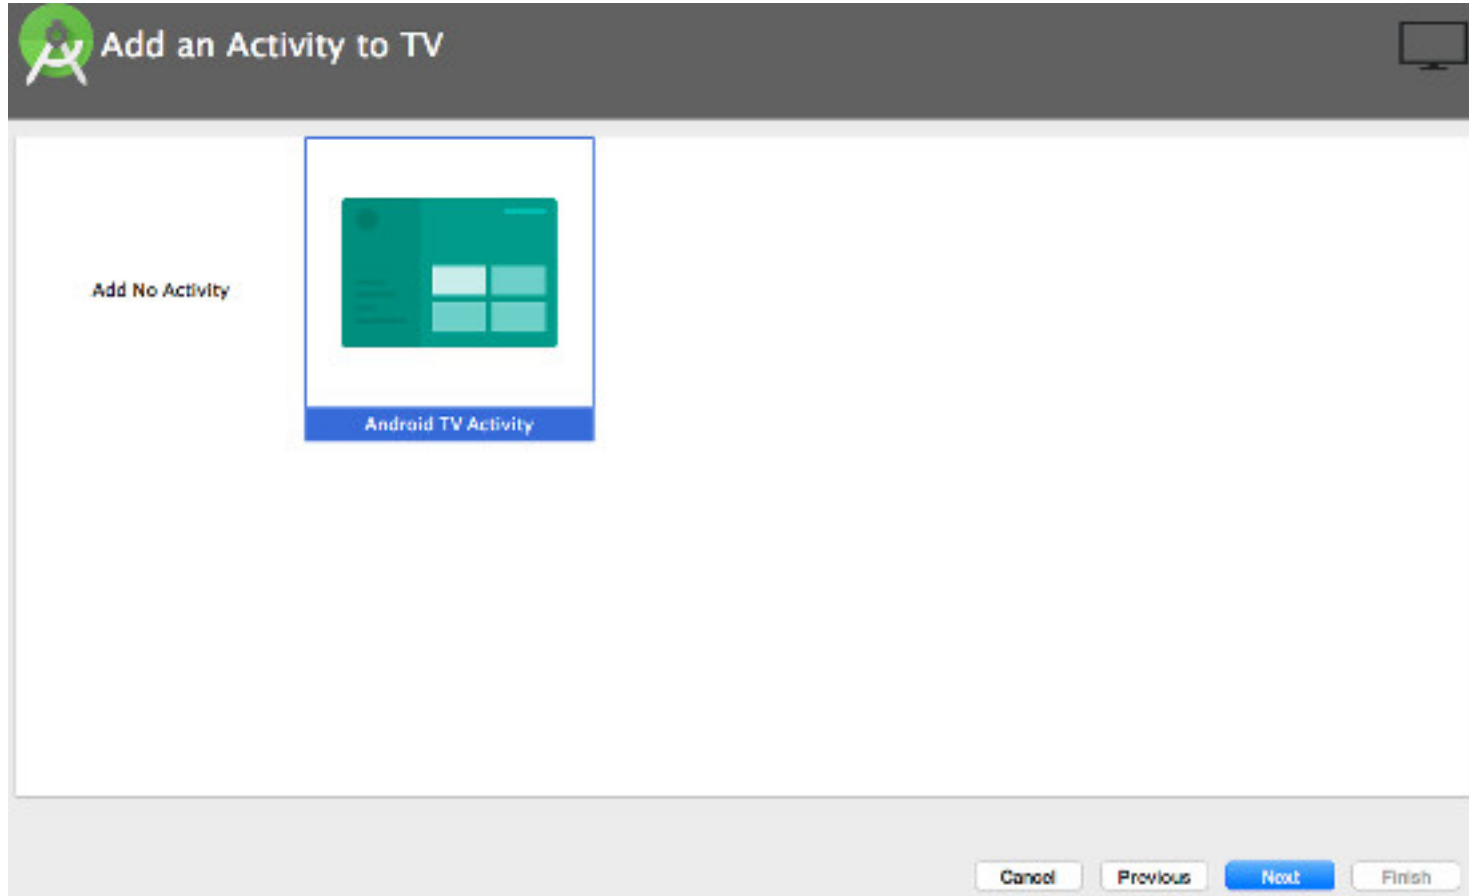 Add an Activity to TV
Add No Activity
Android TV Activity
Cancel
Previous
Next
Finish